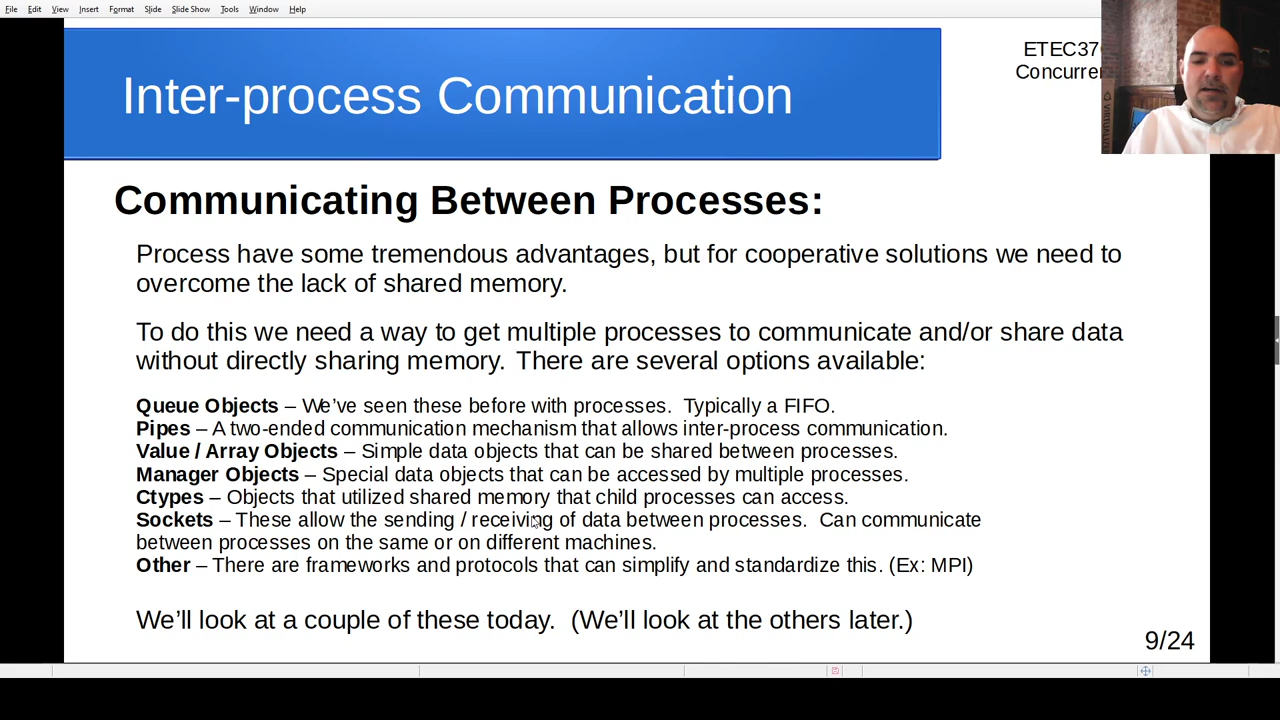 File Edit View Insert Format Slide Slide Show Tools Window Help
Inter-process Communication
ETEC37
Concurre
Communicating Between Processes:
Process have some tremendous advantages, but for cooperative solutions we need to
overcome the lack of shared memory.
To do this we need a way to get multiple processes to communicate and/or share data
without directly sharing memory. There are several options available:
Queue Objects – We've seen these before with processes. Typically a FIFO.
Pipes – A two-ended communication mechanism that allows inter-process communication.
Value / Array Objects – Simple data objects that can be shared between processes.
Manager Objects – Special data objects that can be accessed by multiple processes.
Ctypes – Objects that utilized shared memory that child processes can access.
Sockets – These allow the sending / receiving of data between processes. Can communicate
between processes on the same or on different machines.
Other – There are frameworks and protocols that can simplify and standardize this. (Ex: MPI)
We'll look at a couple of these today. (We'll look at the others later.)
9/24